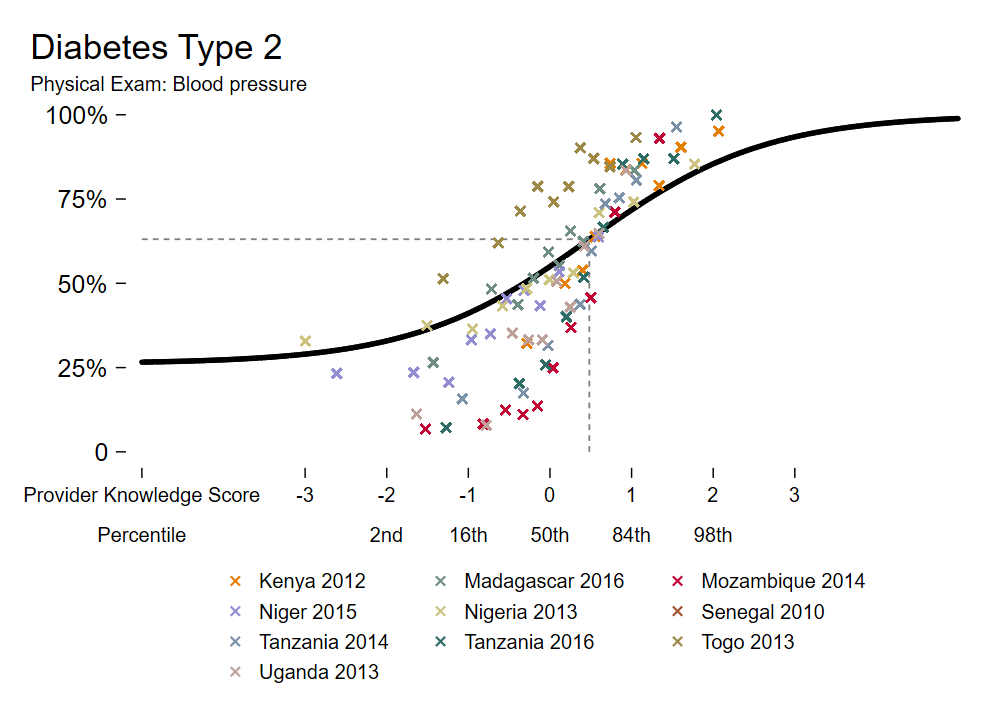 Diabetes Type 2
Physical Exam: Blood pressure
100%
75%
50%
25%
0
Provider Knowledge Score -3 -2 -1 0 1 2 3
Percentile 2nd 16th 50th 84th 98th
Kenya 2012 Madagascar 2016 Mozambique 2014
Niger 2015 Nigeria 2013 Senegal 2010
Tanzania 2014 Tanzania 2016 Togo 2013
Uganda 2013